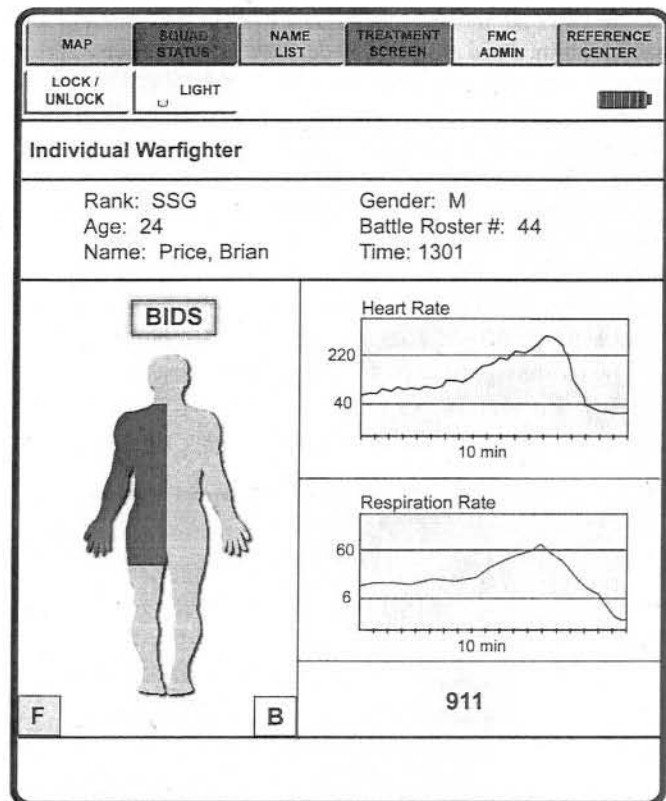 MAP
SQUAD STATUS
NAME LIST
TREATMENT SCREEN
FMC ADMIN
REFERENCE CENTER
LOCK / UNLOCK
LIGHT
Individual Warfighter
Rank: SSG
Age: 24
Name: Price, Brian
Gender: M
Battle Roster #: 44
Time: 1301
BIDS
F
B
Heart Rate
220
40
10 min
Respiration Rate
60
6
10 min
911